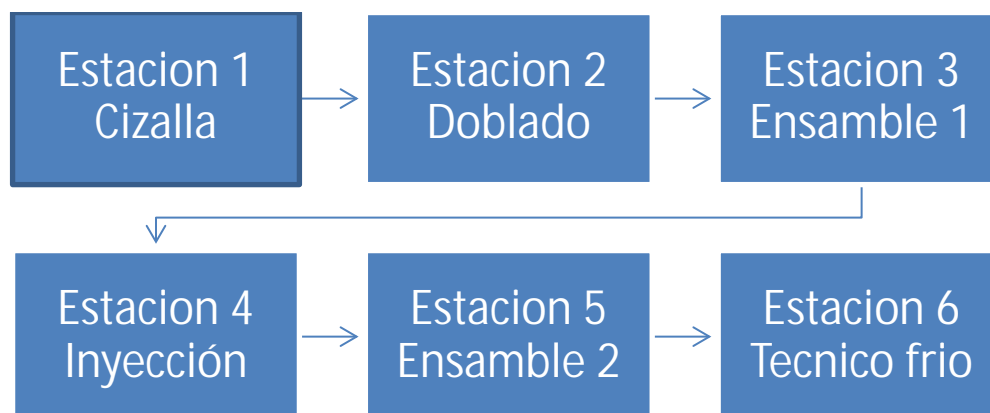 Estacion 1
Cizalla
Estacion 2
Doblado
Estacion 3
Ensamble 1
Estacion 4
Inyección
Estacion 5
Ensamble 2
Estacion 6
Tecnico frio